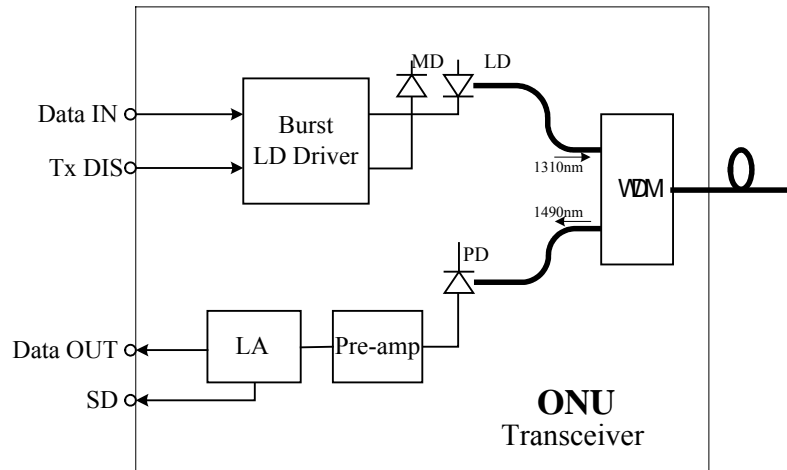 MD
LD
Data IN
Burst
LD Driver
Tx DIS
1310nm
WDM
1490nm
PD
Data OUT
LA
Pre-amp
SD
ONU
Transceiver